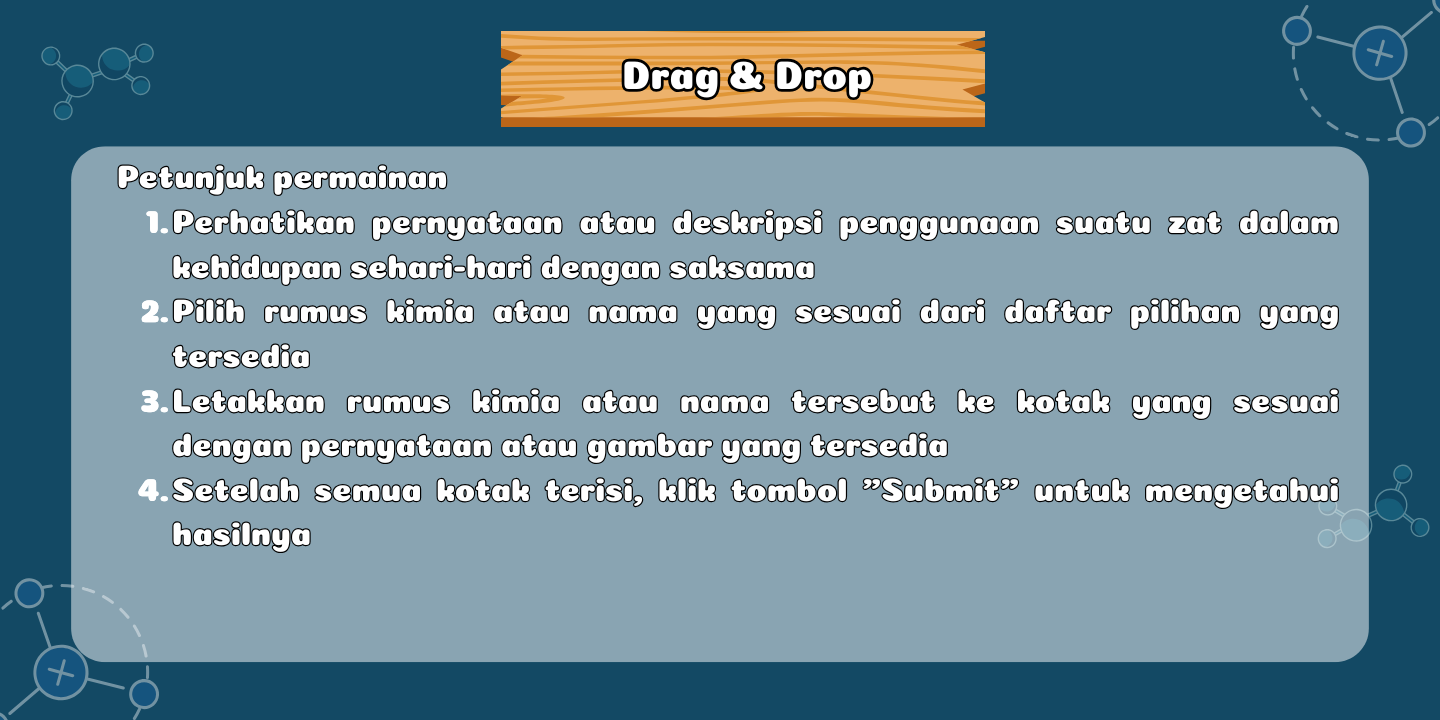 Drag & Drop
Petunjuk permainan
1. Perhatikan pernyataan atau deskripsi penggunaan suatu zat dalam
kehidupan sehari-hari dengan saksama
2. Pilih rumus kimia atau nama yang sesuai dari daftar pilihan yang
tersedia
3. Letakkan rumus kimia atau nama tersebut ke kotak yang sesuai
dengan pernyataan atau gambar yang tersedia
4. Setelah semua kotak terisi, klik tombol ”Submit” untuk mengetahui
hasilnya